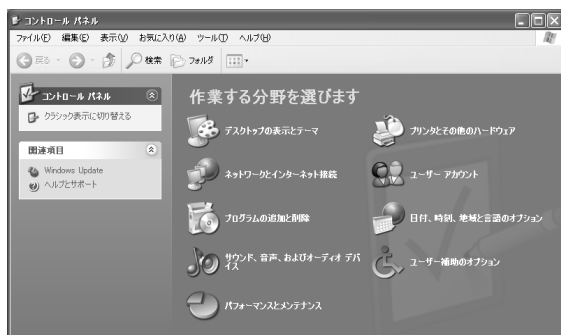 コントロール パネル
ファイル(F) 編集(E) 表示(V) お気に入り(A) ツール(T) ヘルプ(H)
戻る 検索 フォルダ
コントロール パネル
クラシック表示に切り替える
関連項目
Windows Update
ヘルプとサポート
作業する分野を選びます
デスクトップの表示とテーマ
プリンタとその他のハードウェア
ネットワークとインターネット接続
ユーザー アカウント
プログラムの追加と削除
日付、時刻、地域と言語のオプション
サウンド、音声、およびオーディオ デバ
イス
ユーザー補助のオプション
パフォーマンスとメンテナンス